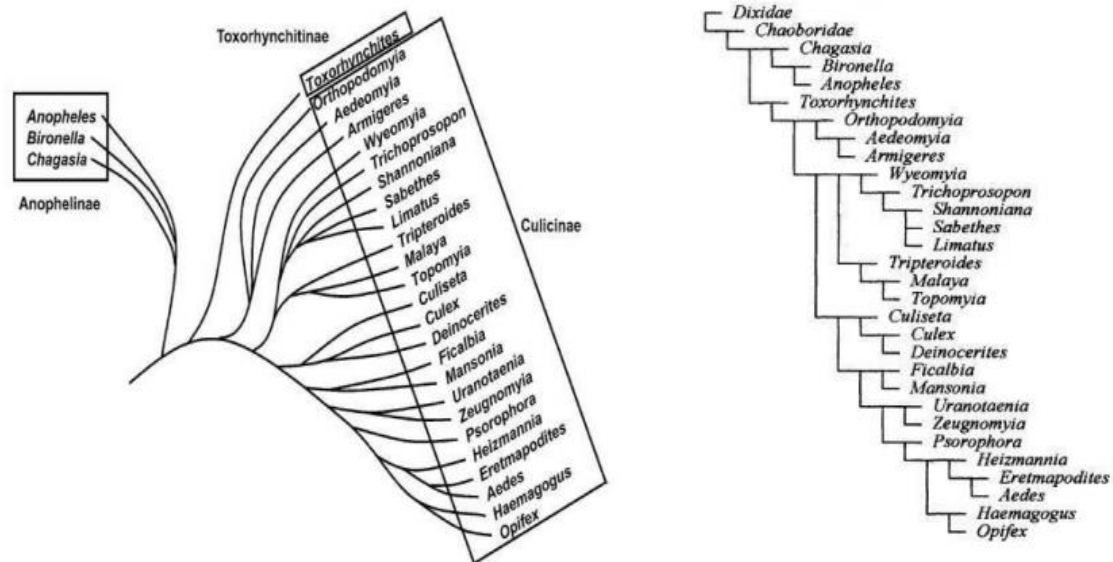 Toxorhynchitinae
Toxorhynchites
Orthopodomyia
Aedeomyia
Armigeres
Wyeomyia
Trichoprosopon
Shannoniana
Sabethes
Limatus
Tripteroides
Malaya
Topomyia
Culiseta
Culex
Deinocerites
Ficalbia
Mansonia
Uranotaenia
Zeugnomyia
Psorophora
Heizmannia
Eretmapodites
Aedes
Haemagogus
Opifex
Anopheles
Bironella
Chagasia
Anophelinae
Culicinae
Dixidae
Chaoboridae
Chagasia
Bironella
Anopheles
Toxorhynchites
Orthopodomyia
Aedeomyia
Armigeres
Wyeomyia
Trichoprosopon
Shannoniana
Sabethes
Limatus
Tripteroides
Malaya
Topomyia
Culiseta
Culex
Deinocerites
Ficalbia
Mansonia
Uranotaenia
Zeugnomyia
Psorophora
Heizmannia
Eretmapodites
Aedes
Haemagogus
Opifex